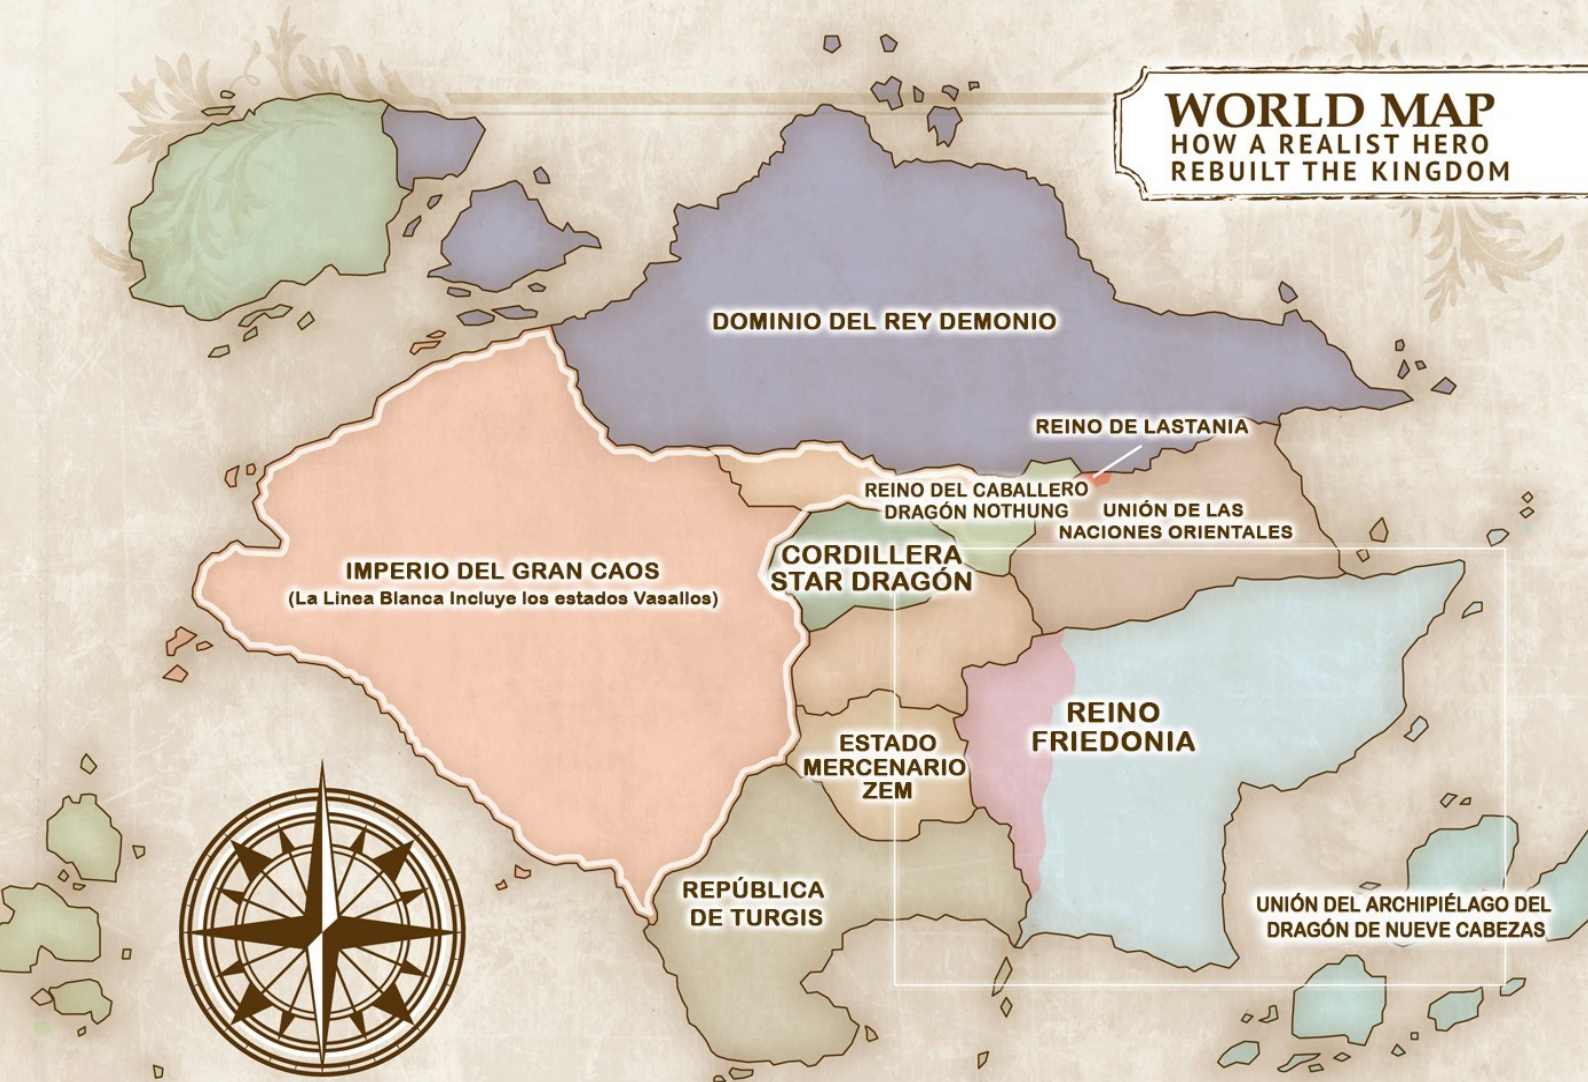 WORLD MAP
HOW A REALIST HERO
REBUILT THE KINGDOM
DOMINIO DEL REY DEMONIO
REINO DE LASTANIA
REINO DEL CABALLERO
DRAGÓN NOTHUNG
UNIÓN DE LAS
NACIONES ORIENTALES
CORDILLERA
STAR DRAGÓN
IMPERIO DEL GRAN CAOS
(La Linea Blanca Incluye los estados Vasallos)
REINO
FRIEDONIA
ESTADO
MERCENARIO
ZEM
REPÚBLICA
DE TURGIS
UNIÓN DEL ARCHIPIÉLAGO DEL
DRAGÓN DE NUEVE CABEZAS